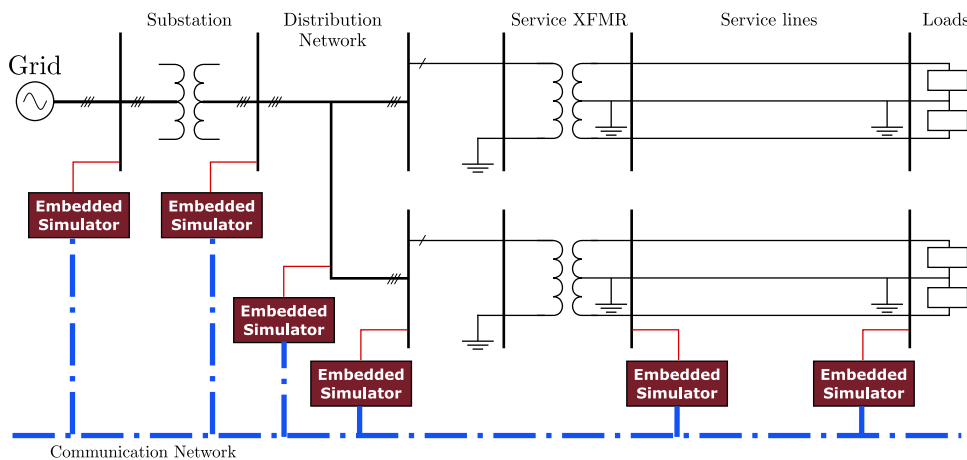 Substation
Distribution
Network
Service XFMR
Service lines
Loads
Grid
Embedded
Simulator
Embedded
Simulator
Embedded
Simulator
Embedded
Simulator
Embedded
Simulator
Embedded
Simulator
Communication Network